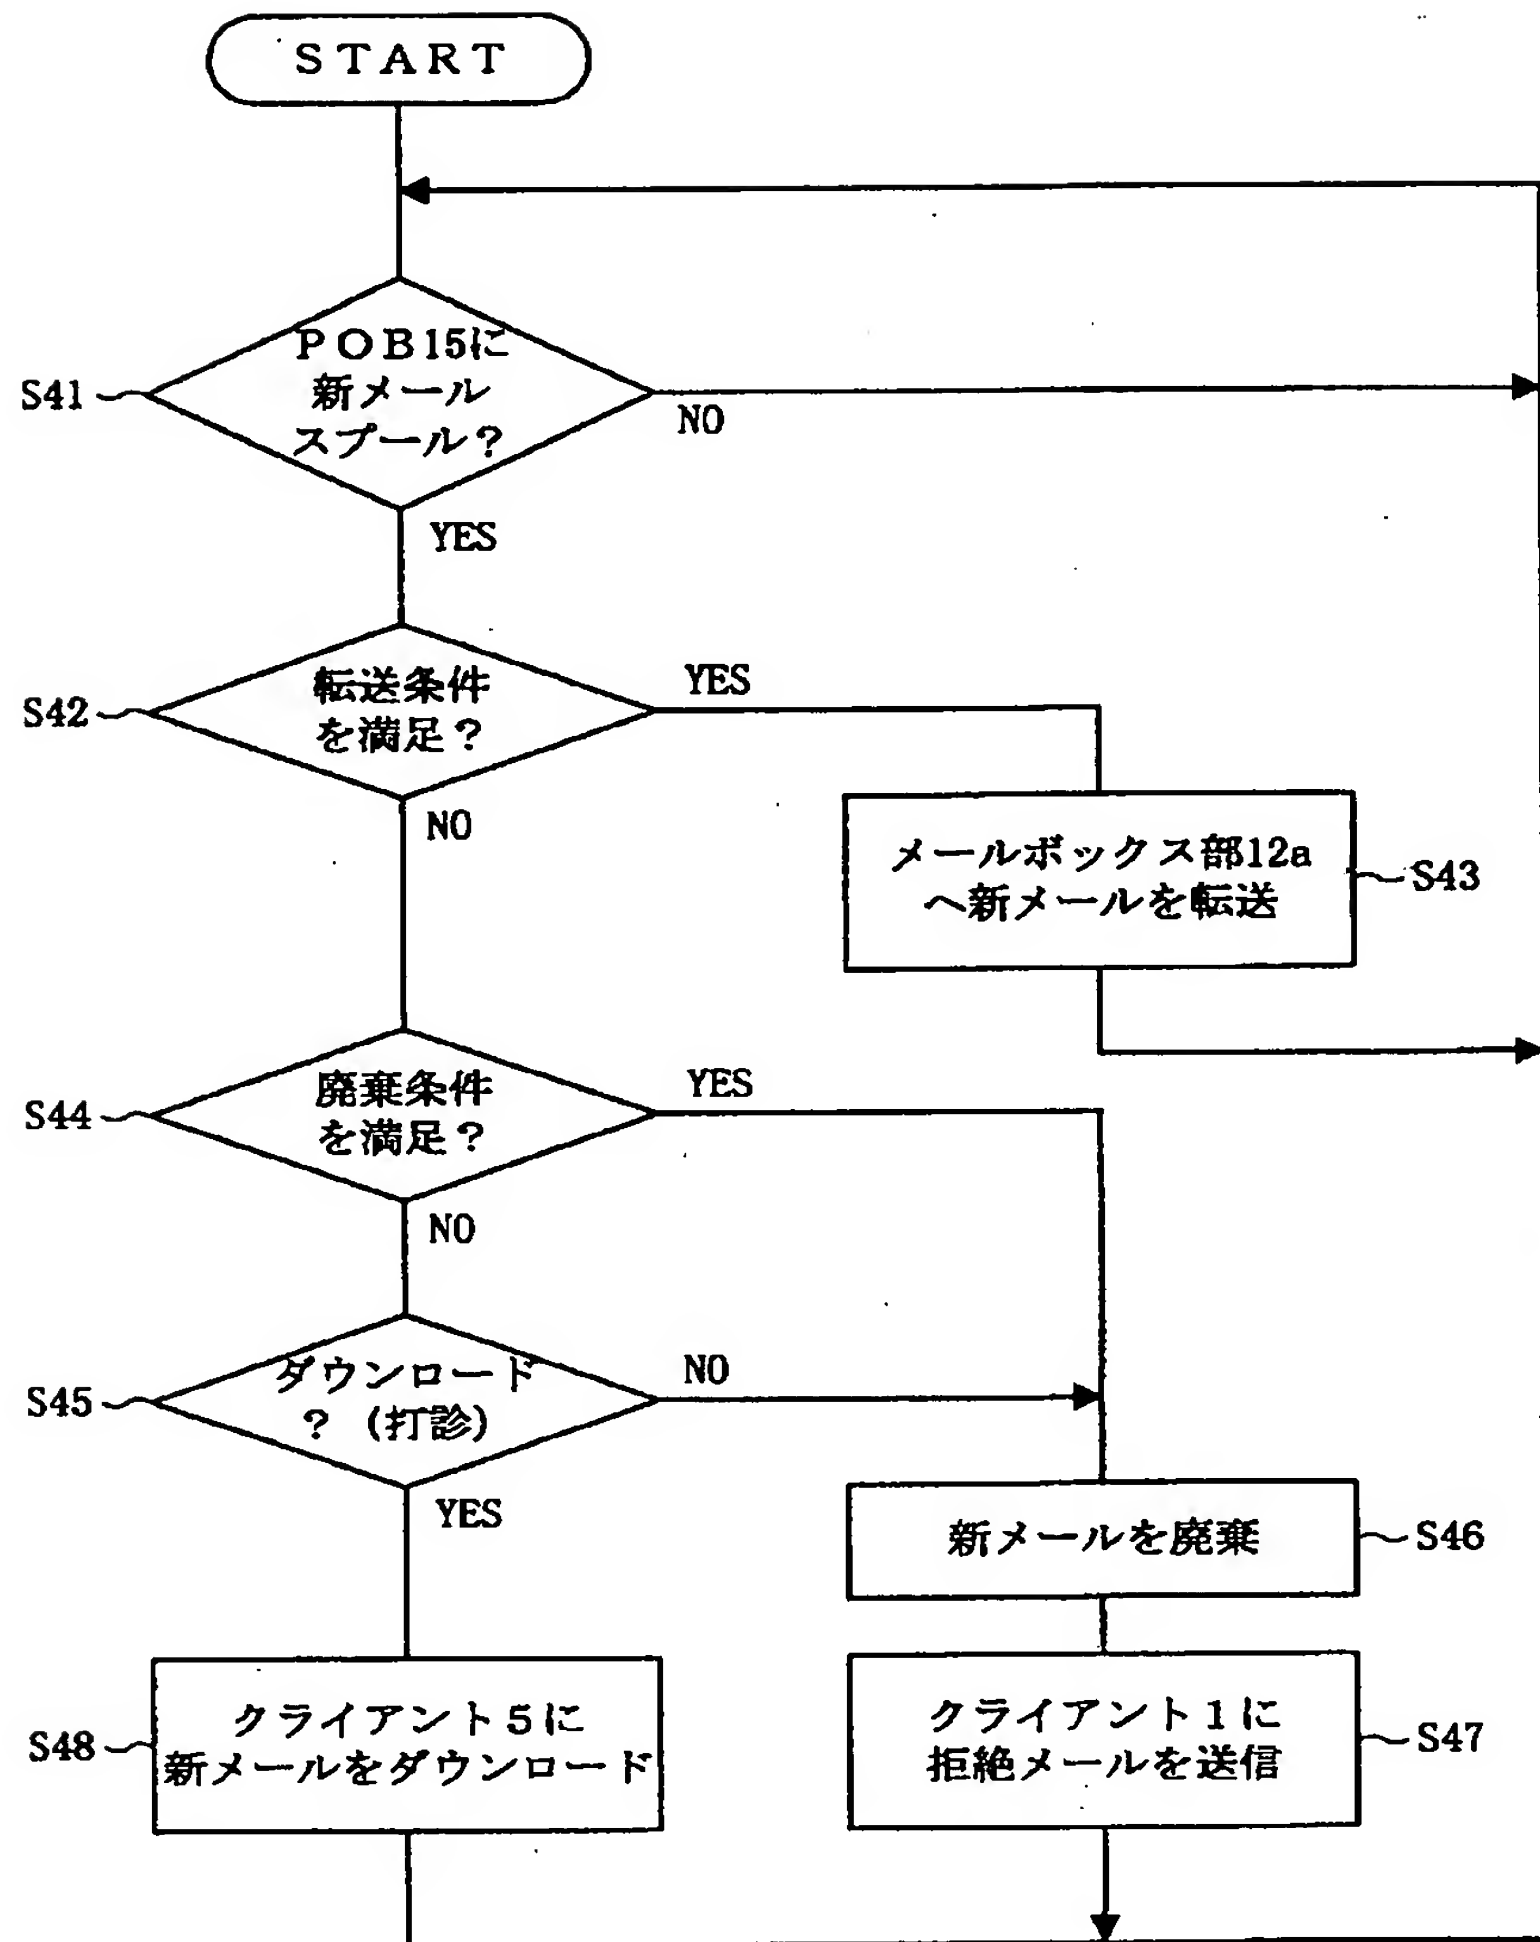 START
POB15に
新メール
スプール?
S41
NO
YES
転送条件
を満足?
S42
YES
NO
メールボックス部12a
へ新メールを転送
S43
廃棄条件
を満足?
S44
YES
NO
ダウンロード
?(打診)
S45
NO
YES
新メールを廃棄
S46
クライアント5に
新メールをダウンロード
S48
クライアント1に
拒絶メールを送信
S47